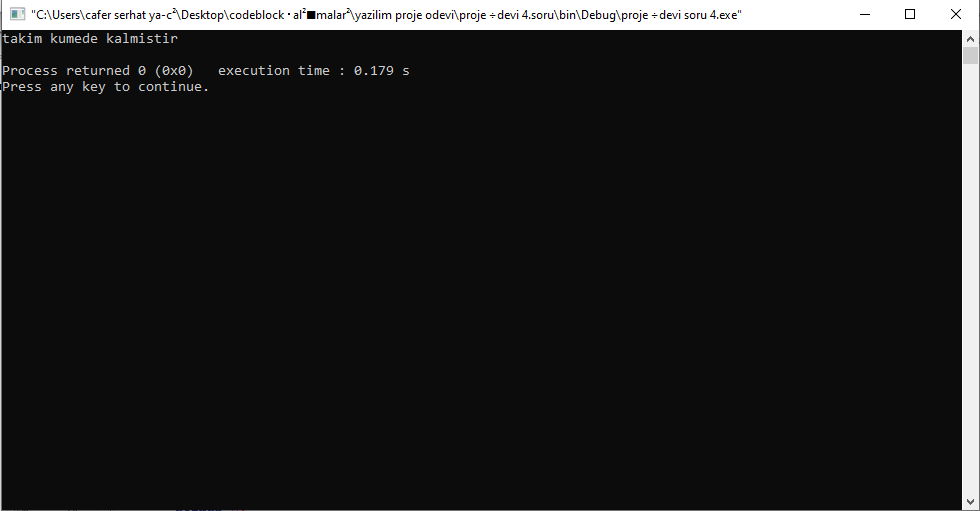 "C:\Users\cafer serhat ya-c²\Desktop\codeblock ·al²■malar²\yazilim proje odevi\proje ÷devi 4.soru\bin\Debug\proje ÷devi soru 4.exe"
takim kumede kalmistir
Process returned 0 (0x0)   execution time : 0.179 s
Press any key to continue.